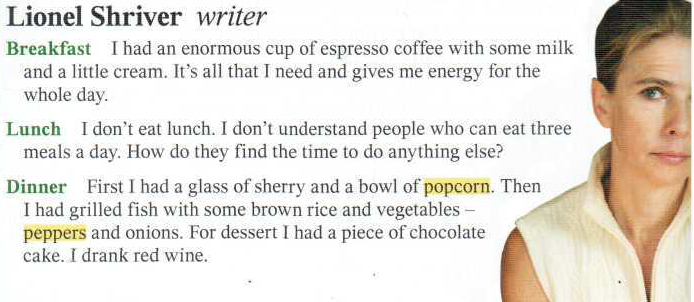 Lionel Shriver writer
Breakfast I had an enormous cup of espresso coffee with some milk
and a little cream. It's all that I need and gives me energy for the
whole day.
Lunch I don't eat lunch. I don't understand people who can eat three
meals a day. How do they find the time to do anything else?
Dinner First I had a glass of sherry and a bowl of popcorn. Then
I had grilled fish with some brown rice and vegetables –
peppers and onions. For dessert I had a piece of chocolate
cake. I drank red wine.